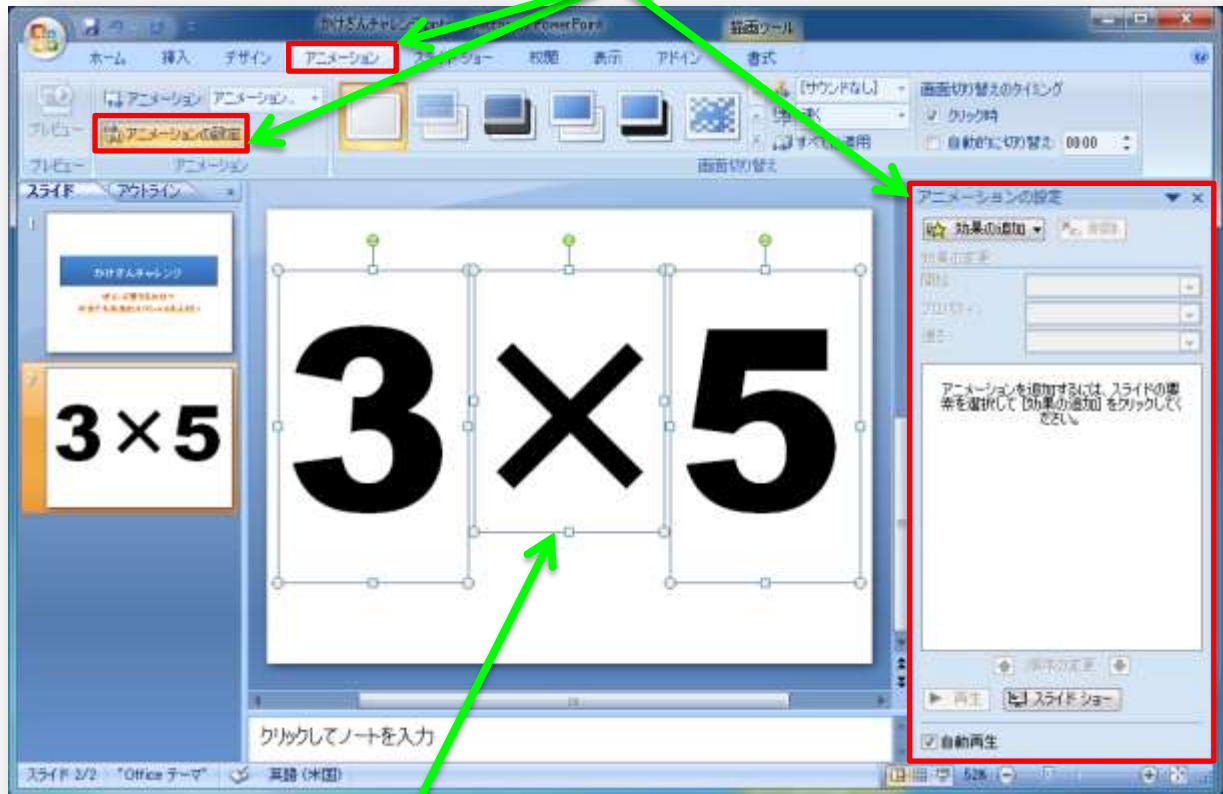 かけざんチャレンジ
描画ツール
ホーム 挿入 デザイン アニメーション スライド ショー 校閲 表示 アドイン 書式
プレビュー
アニメーション アニメーション...
アニメーションの設定
[サウンドなし]
速く
すべてに適用
画面切り替えのタイミング
クリック時
自動的に切り替え 00:00
プレビュー アニメーション 画面切り替え
スライド アウトライン
1
かけざんチャレンジ
2
3×5
3×5
クリックしてノートを入力
アニメーションの設定
効果の追加 削除
効果の変更
開始:
プロパティ:
速さ:
アニメーションを追加するには、スライドの要
素を選択して [効果の追加] をクリックしてく
ださい。
順序の変更
再生 スライド ショー
自動再生
スライド 2/2 "Office テーマ" 英語 (米国) 52%